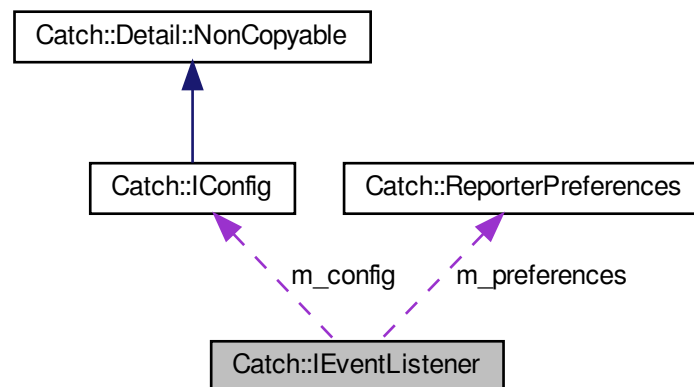 Catch::Detail::NonCopyable
Catch::IConfig
Catch::ReporterPreferences
m_config
m_preferences
Catch::IEventListener